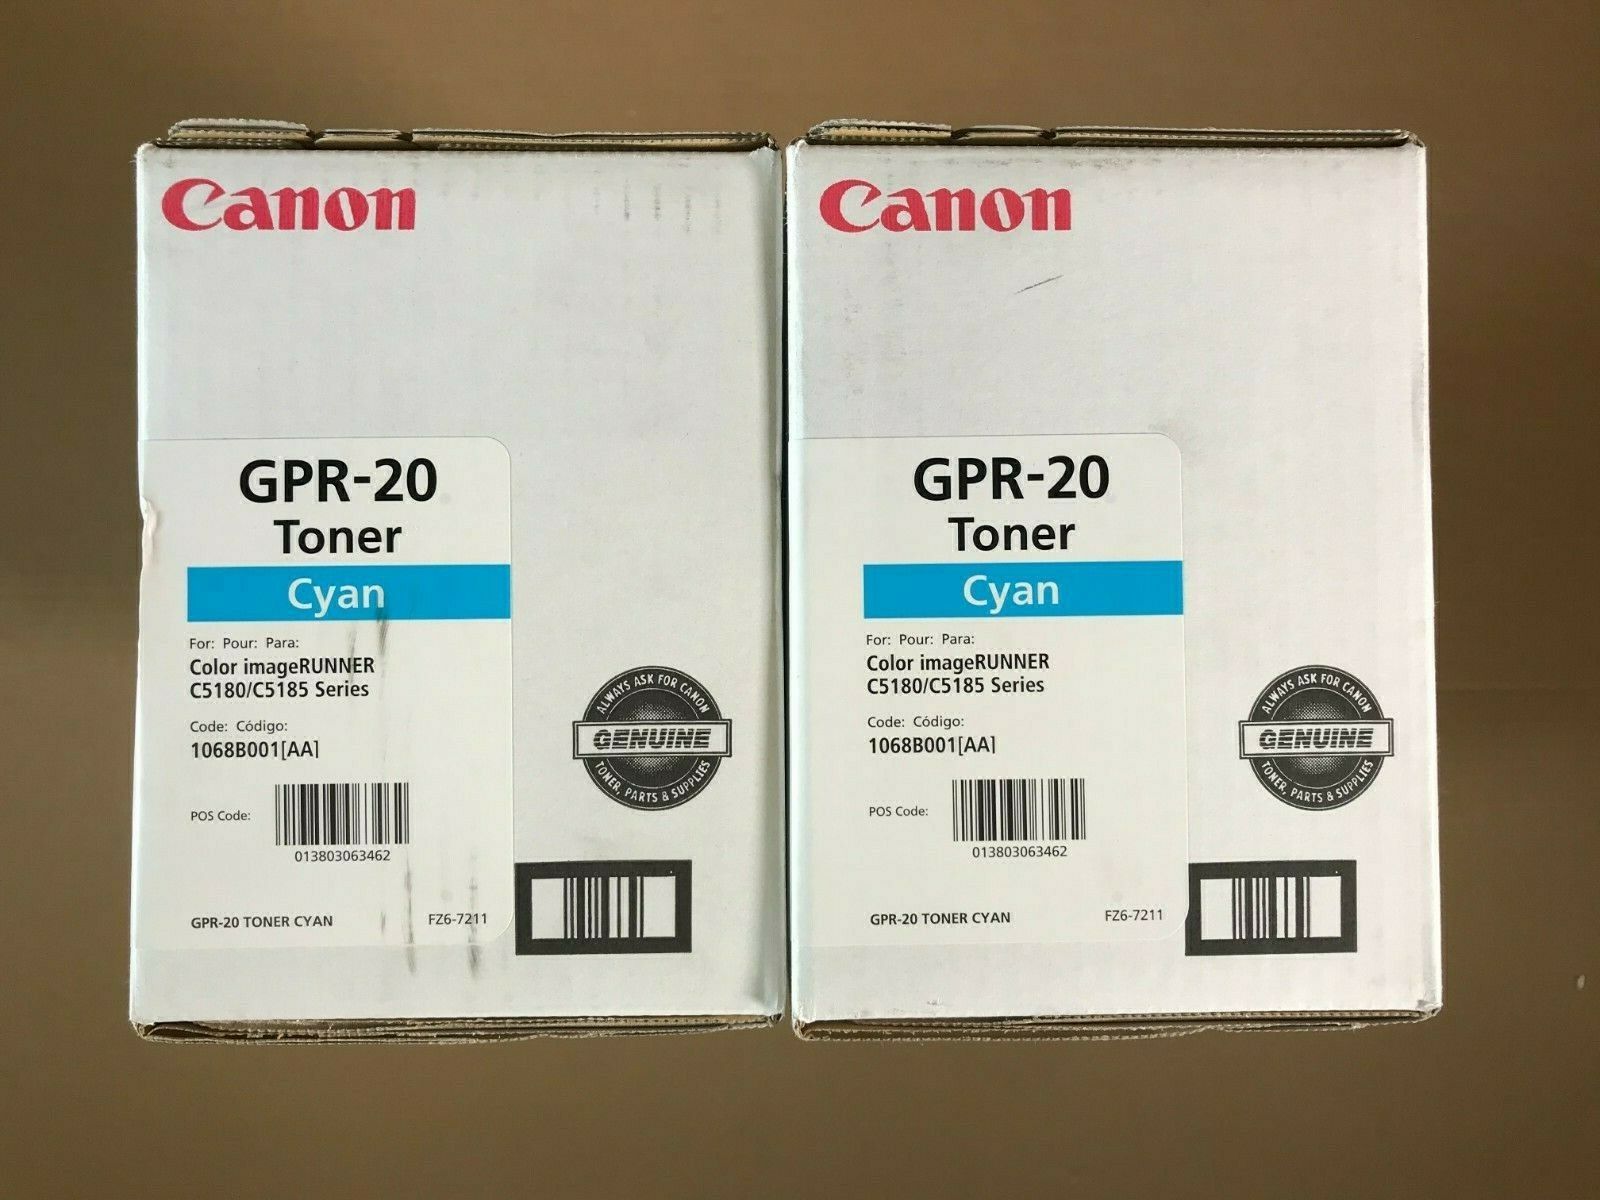 Canon
GPR-20
Toner
Cyan
For: Pour: Para:
Color imageRUNNER
C5180/C5185 Series
Code: Código:
1068B001[AA]
POS Code:
013803063462
GPR-20 TONER CYAN
FZ6-7211
ALWAYS ASK FOR CANON
GENUINE
TONER, PARTS & SUPPLIES
Canon
GPR-20
Toner
Cyan
For: Pour: Para:
Color imageRUNNER
C5180/C5185 Series
Code: Código:
1068B001[AA]
POS Code:
013803063462
GPR-20 TONER CYAN
FZ6-7211
ALWAYS ASK FOR CANON
GENUINE
TONER, PARTS & SUPPLIES